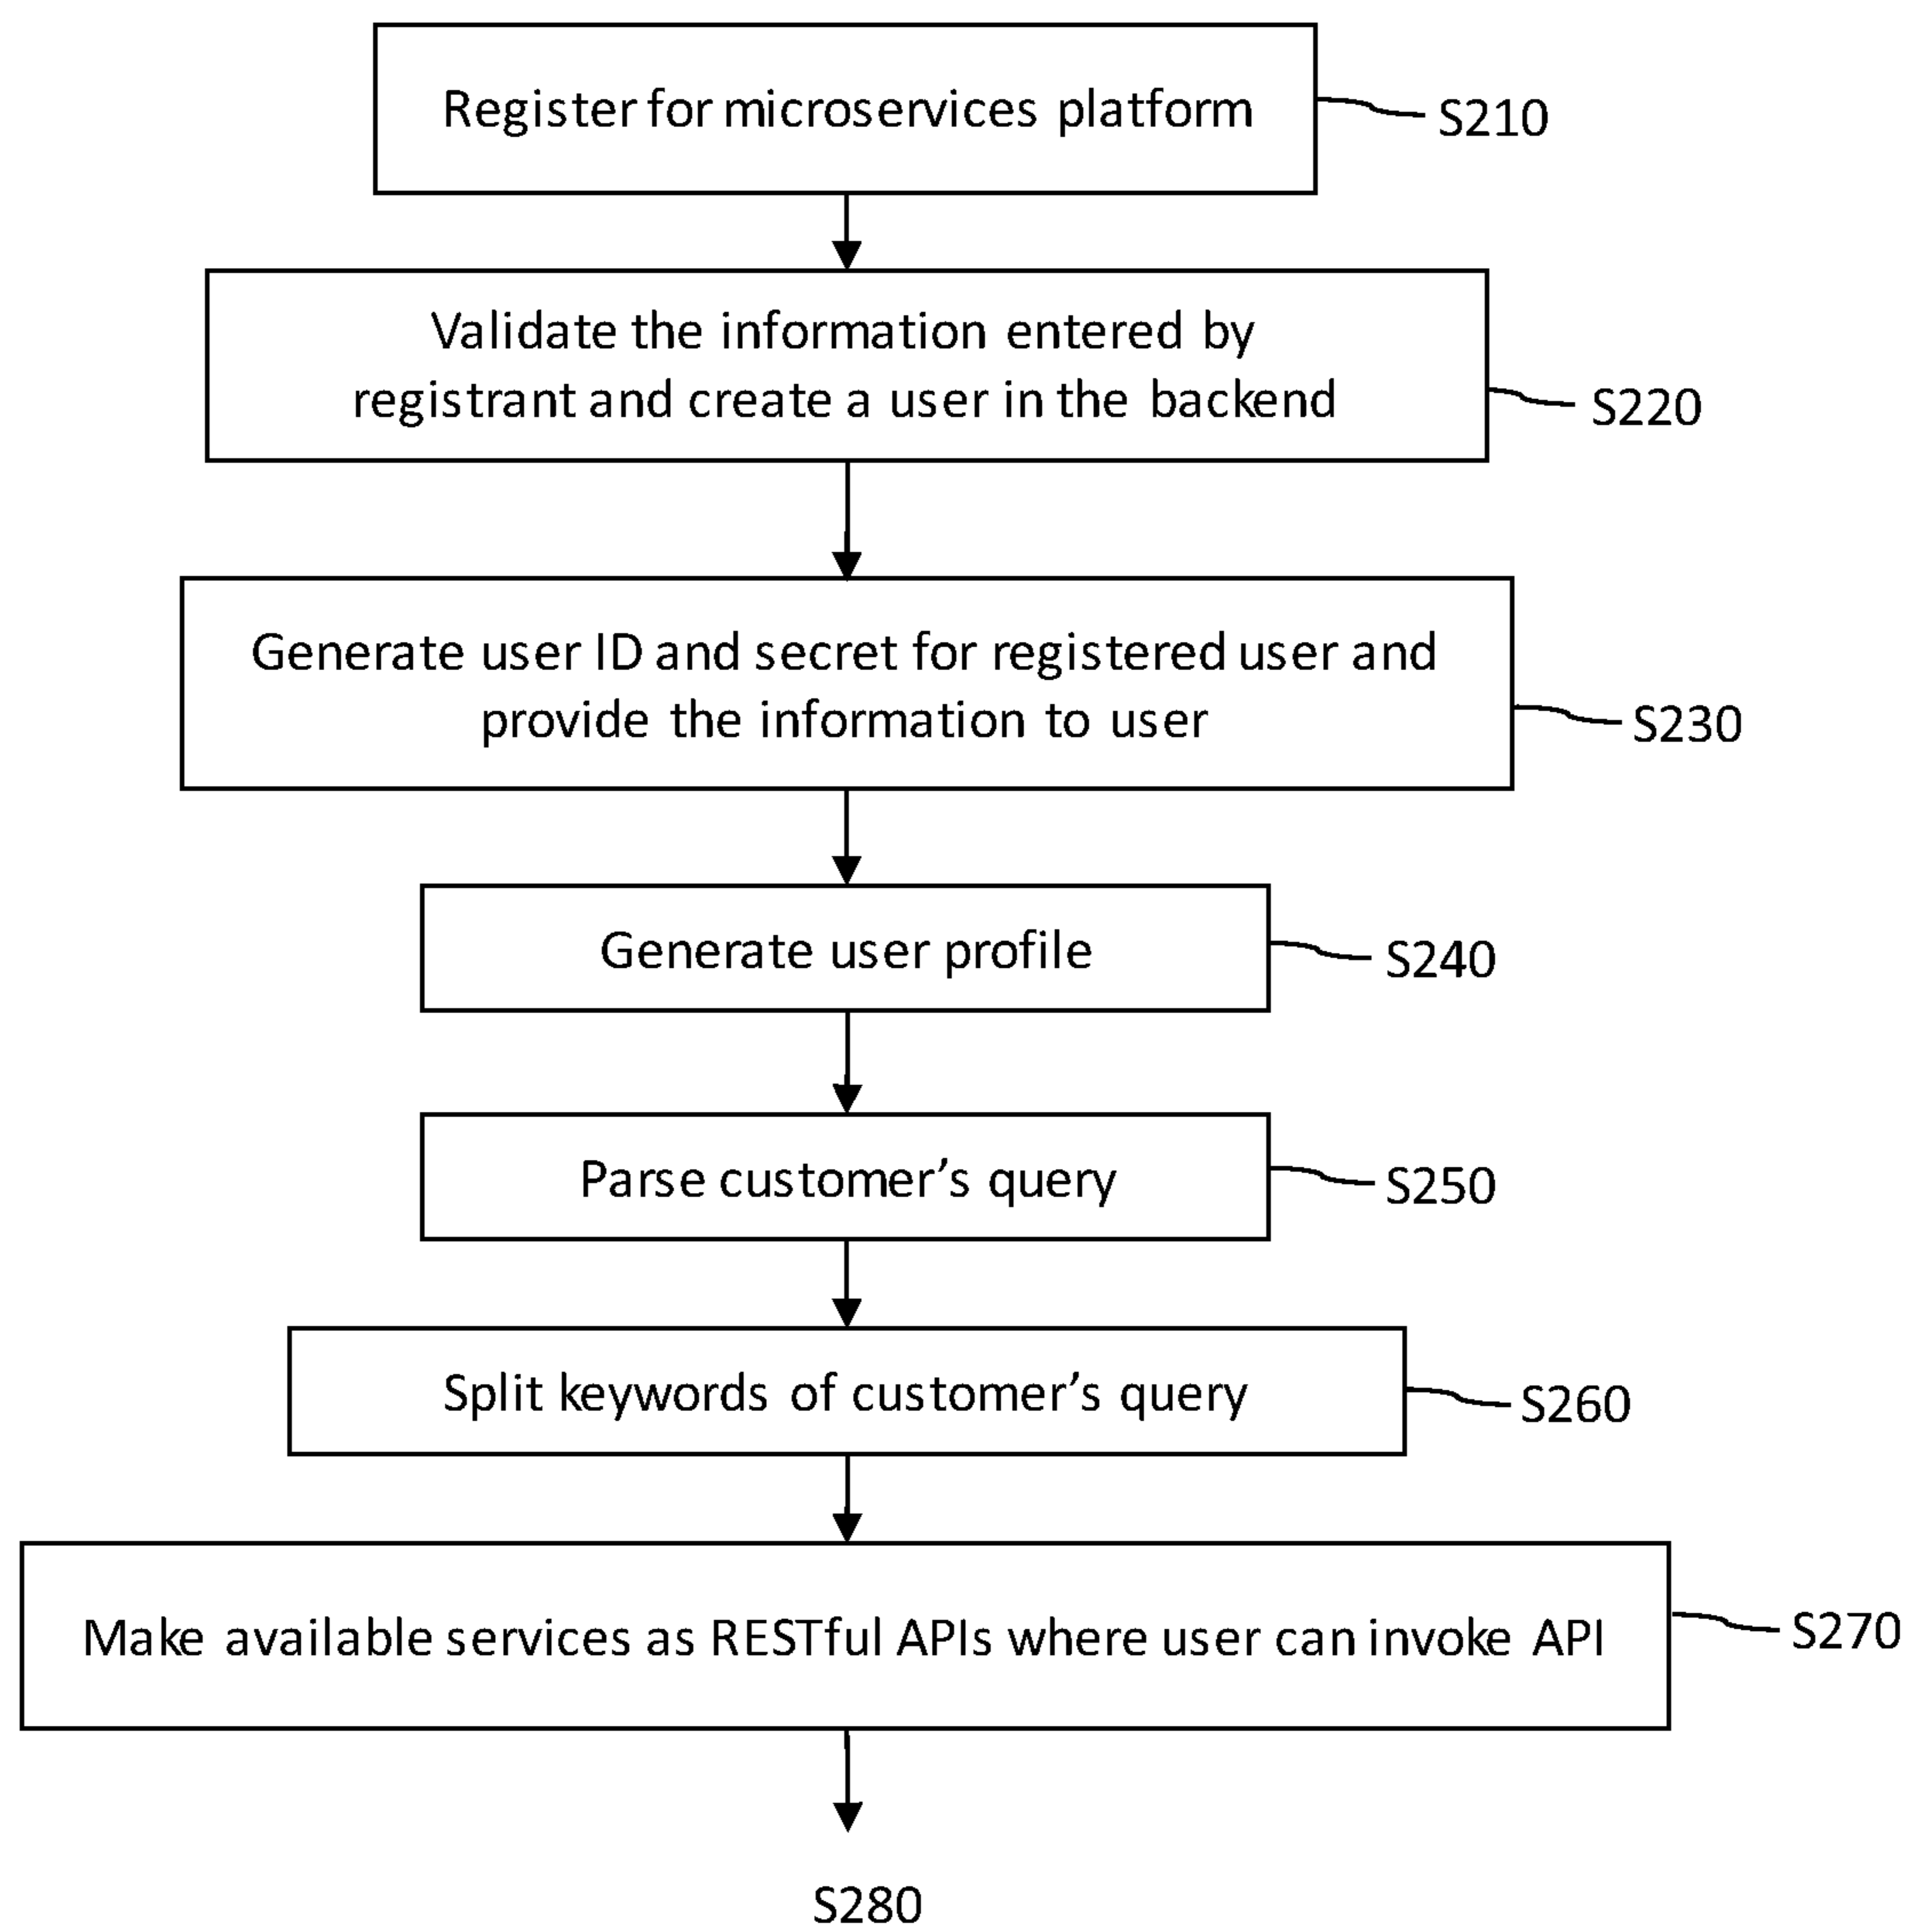 Register for microservices platform
S210
Validate the information entered by
registrant and create a user in the backend
S220
Generate user ID and secret for registered user and
provide the information to user
S230
Generate user profile
S240
Parse customer’s query
S250
Split keywords of customer’s query
S260
Make available services as RESTful APIs where user can invoke API
S270
S280